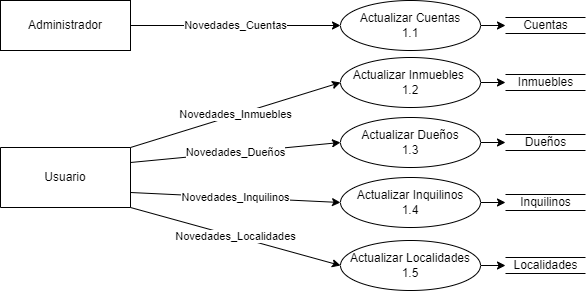 Administrador
Novedades_Cuentas
Actualizar Cuentas
1.1
Cuentas
Actualizar Inmuebles
1.2
Inmuebles
Novedades_Inmuebles
Actualizar Dueños
1.3
Dueños
Novedades_Dueños
Usuario
Novedades_Inquilinos
Actualizar Inquilinos
1.4
Inquilinos
Novedades_Localidades
Actualizar Localidades
1.5
Localidades